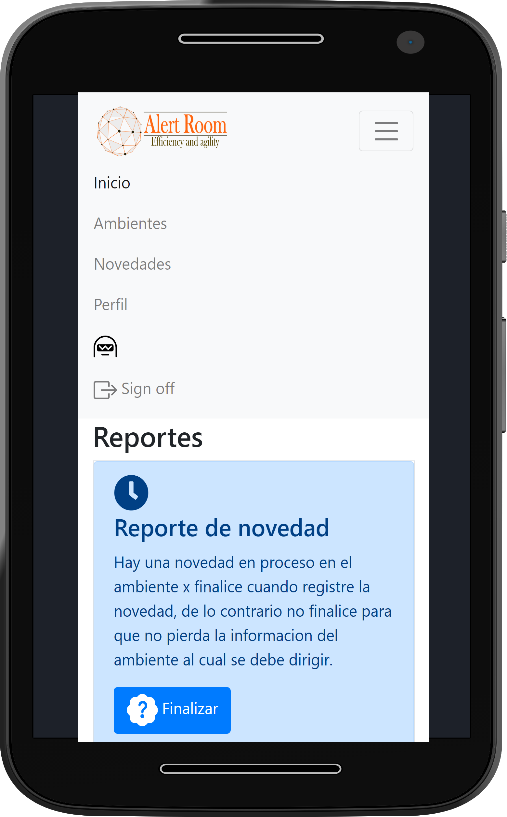 Alert Room
Efficiency and agility
Inicio
Ambientes
Novedades
Perfil
Sign off
Reportes
Reporte de novedad
Hay una novedad en proceso en el
ambiente x finalice cuando registre la
novedad, de lo contrario no finalice para
que no pierda la informacion del
ambiente al cual se debe dirigir.
? Finalizar